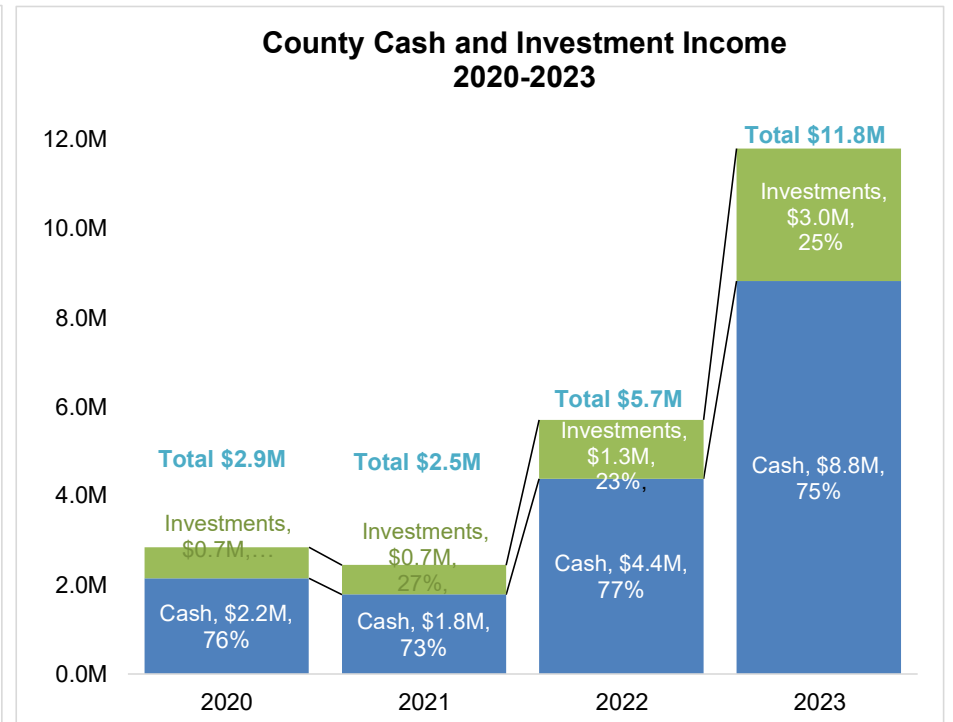 County Cash and Investment Income
2020-2023
12.0M
10.0M
8.0M
6.0M
4.0M
2.0M
0.0M
Total $2.9M
Investments,
$0.7M,...
Cash, $2.2M,
76%
Total $2.5M
Investments,
$0.7M,
27%,
Cash, $1.8M,
73%
Total $5.7M
Investments,
$1.3M,
23%,
Cash, $4.4M,
77%
Total $11.8M
Investments,
$3.0M,
25%
Cash, $8.8M,
75%
2020
2021
2022
2023